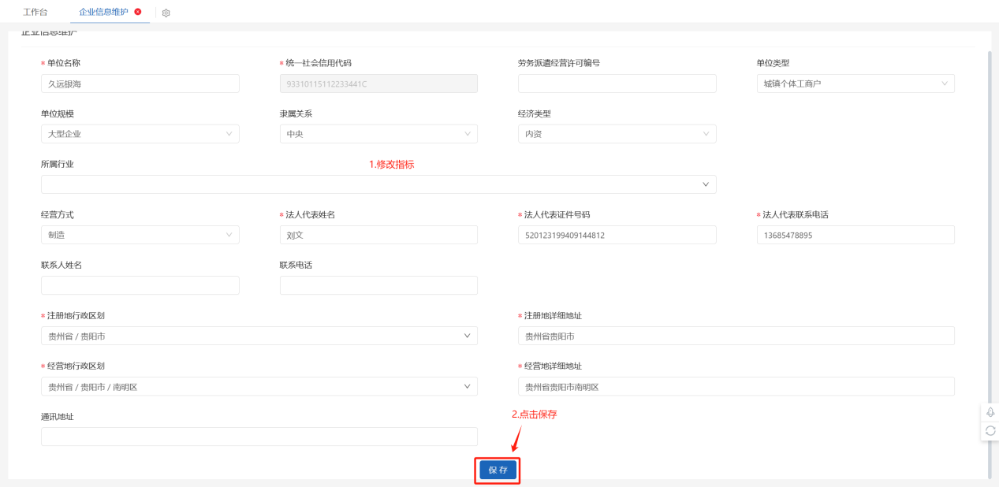 工作台 企业信息维护
企业信息维护
* 单位名称 * 统一社会信用代码 劳务派遣经营许可编号 单位类型
久远银海 93310115112233441C 城镇个体工商户
单位规模 隶属关系 经济类型
大型企业 中央 内资
所属行业 1.修改指标
经营方式 * 法人代表姓名 * 法人代表证件号码 * 法人代表联系电话
制造 刘文 520123199409144812 13685478895
联系人姓名 联系电话
* 注册地行政区划 * 注册地详细地址
贵州省 / 贵阳市 贵州省贵阳市
* 经营地行政区划 * 经营地详细地址
贵州省 / 贵阳市 / 南明区 贵州省贵阳市南明区
通讯地址 2.点击保存
保 存